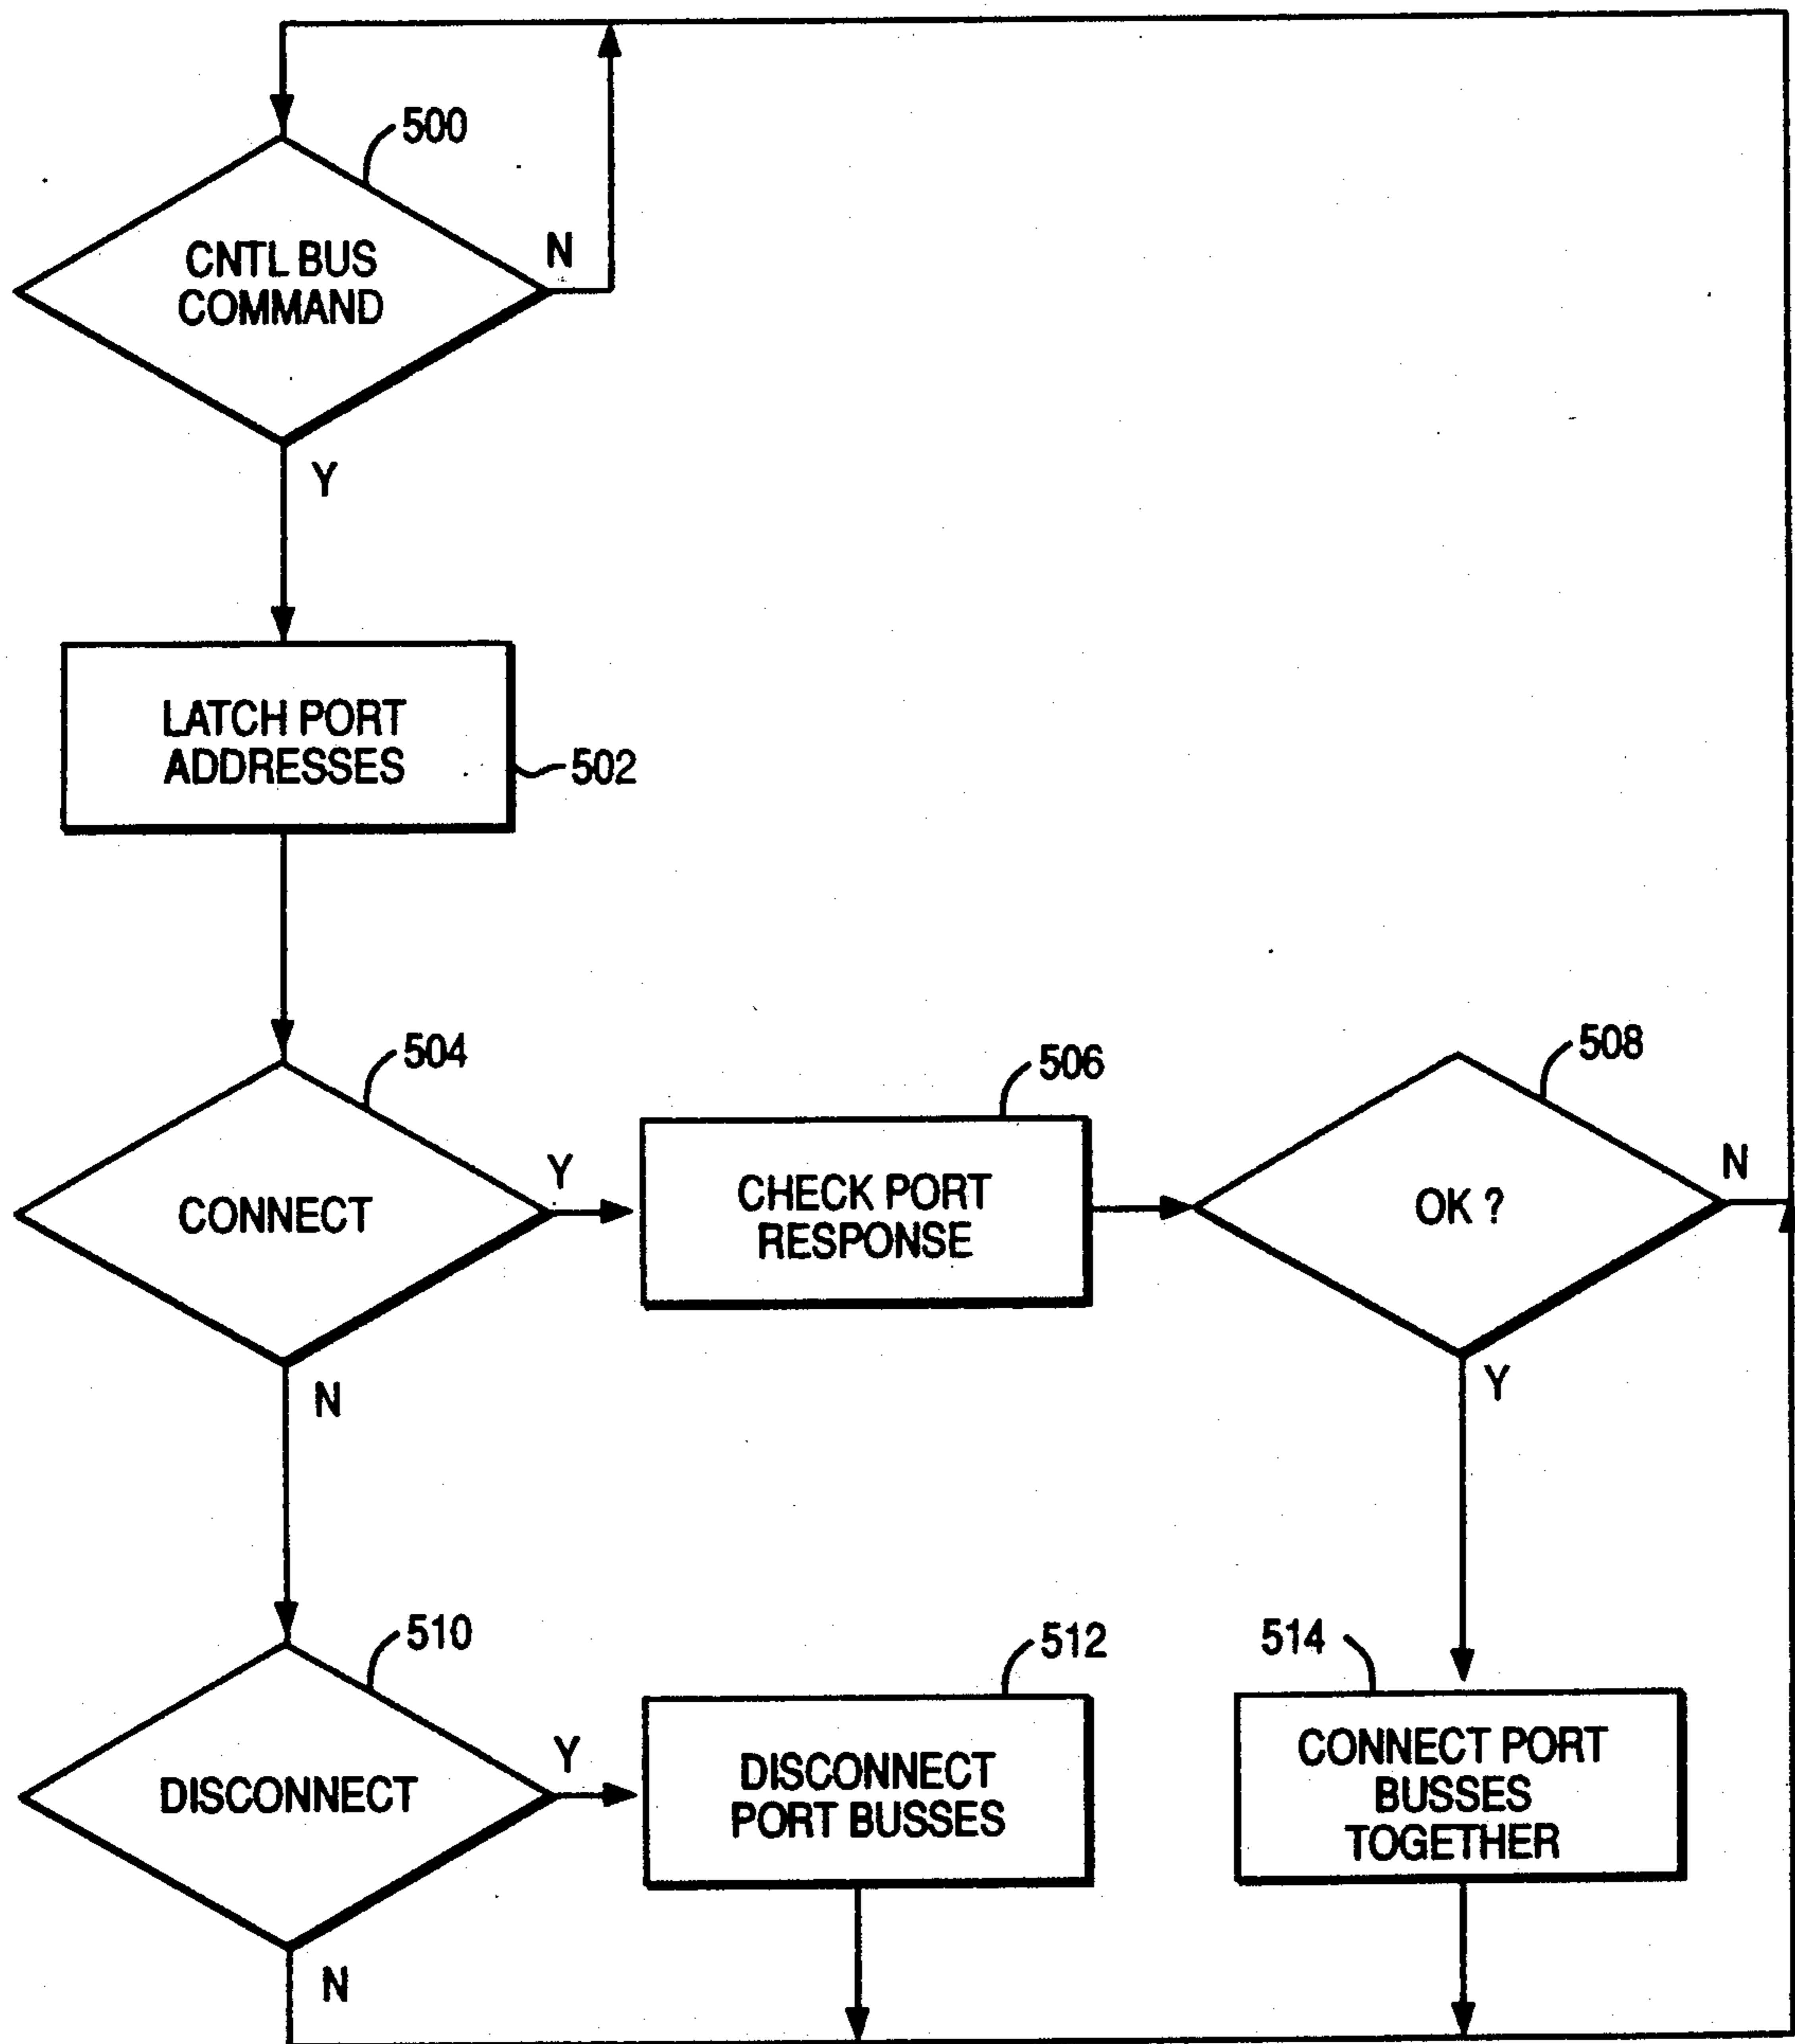 500
CNTL BUS
COMMAND
N
Y
LATCH PORT
ADDRESSES
502
504
CONNECT
Y
N
506
CHECK PORT
RESPONSE
508
OK ?
N
Y
510
DISCONNECT
Y
N
512
DISCONNECT
PORT BUSSES
514
CONNECT PORT
BUSSES
TOGETHER